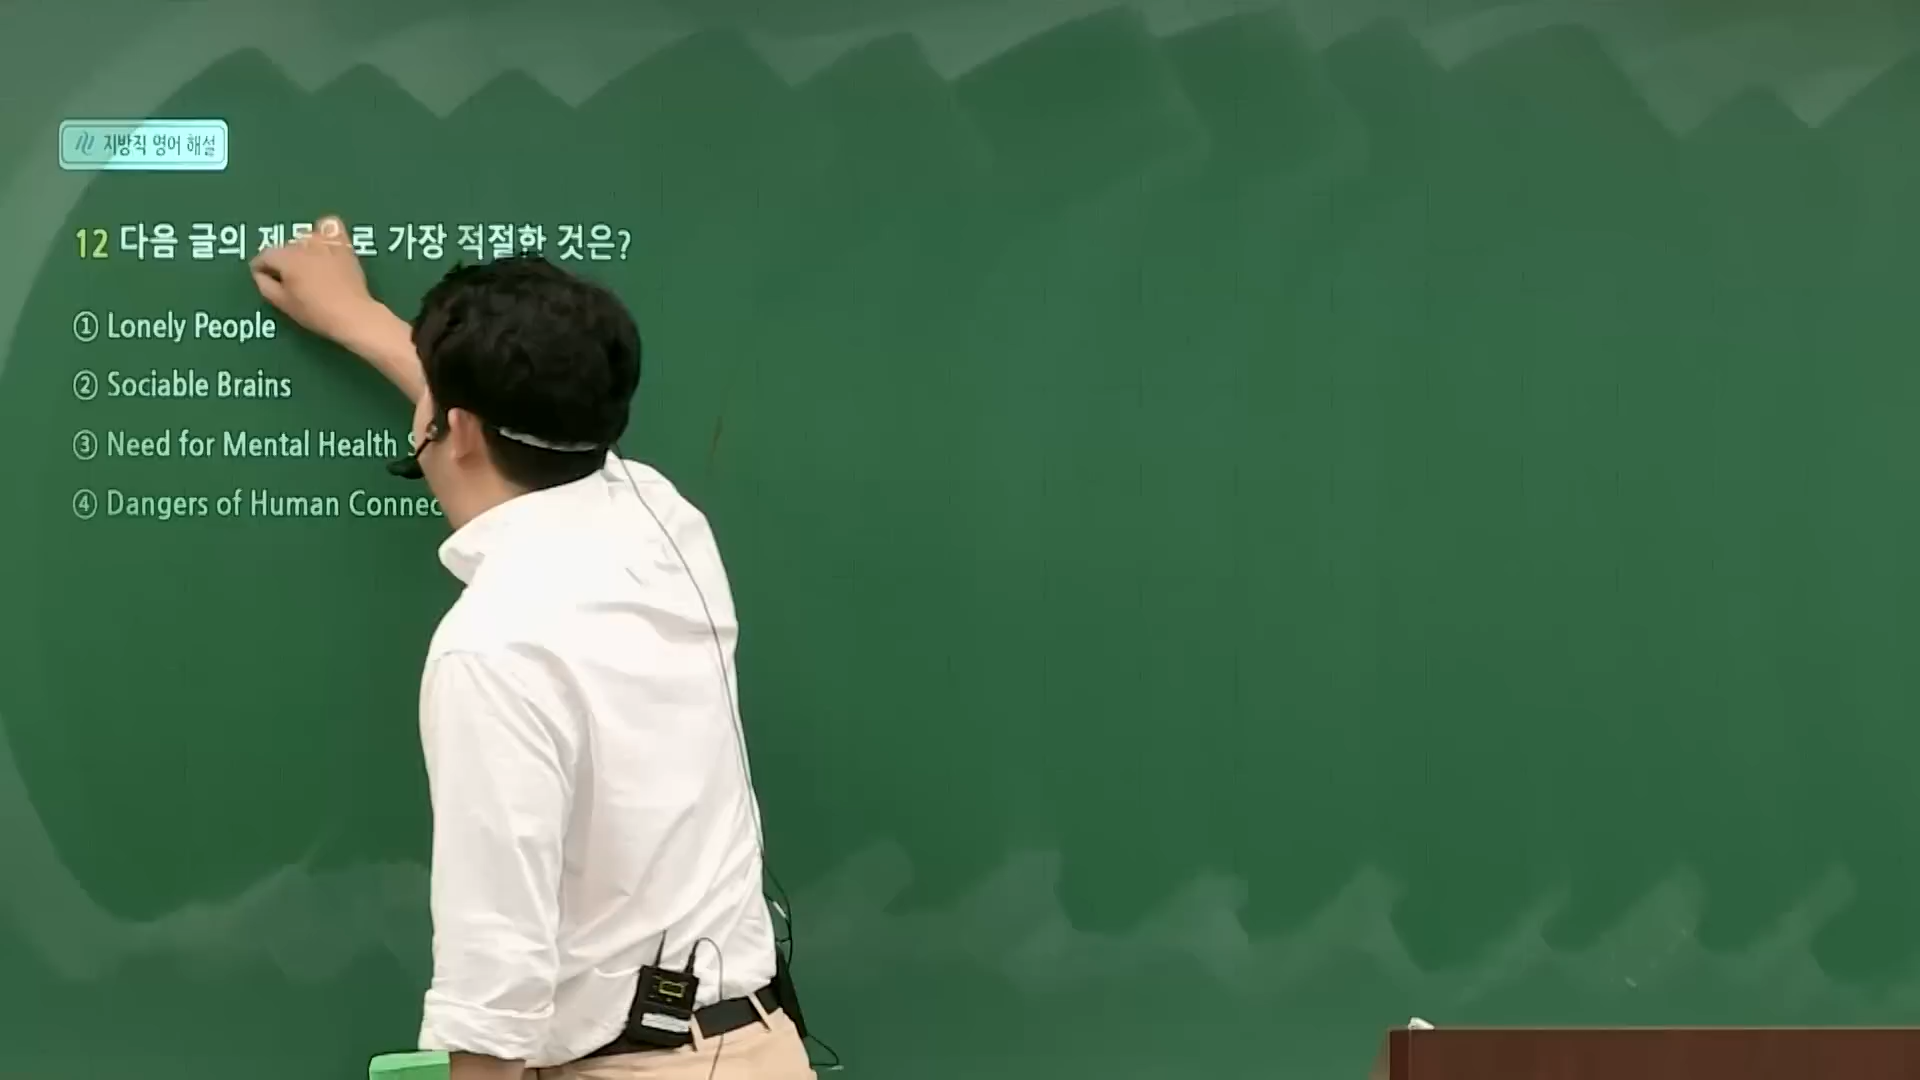 지방직 영어 해설
12 다음 글의 제목으로 가장 적절한 것은?
① Lonely People
② Sociable Brains
③ Need for Mental Health
④ Dangers of Human